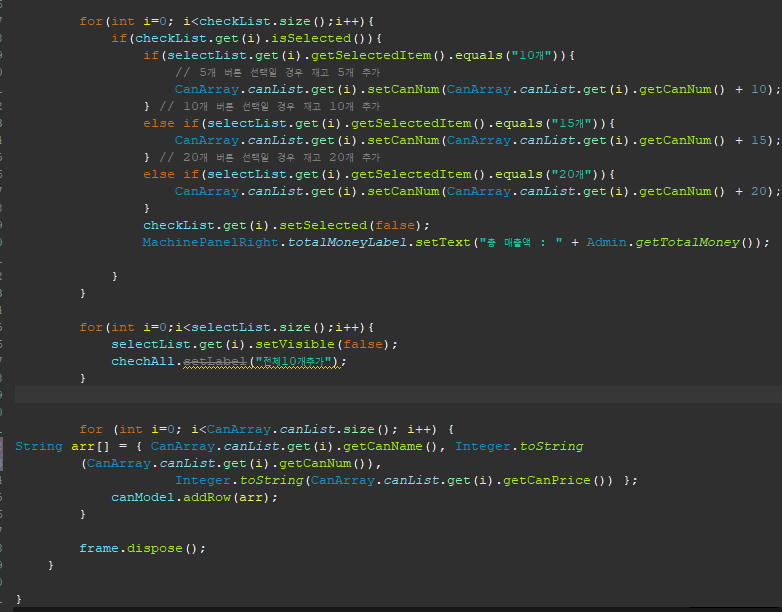 for(int i=0; i<checkList.size();i++){
if(checkList.get(i).isSelected()){
if(selectList.get(i).getSelectedItem().equals("10개")){
// 5개 버튼 선택일 경우 재고 5개 추가
CanArray.canList.get(i).setCanNum(CanArray.canList.get(i).getCanNum() + 10);
} // 10개 버튼 선택일 경우 재고 10개 추가
else if(selectList.get(i).getSelectedItem().equals("15개")){
CanArray.canList.get(i).setCanNum(CanArray.canList.get(i).getCanNum() + 15);
} // 20개 버튼 선택일 경우 재고 20개 추가
else if(selectList.get(i).getSelectedItem().equals("20개")){
CanArray.canList.get(i).setCanNum(CanArray.canList.get(i).getCanNum() + 20);
}
checkList.get(i).setSelected(false);
MachinePanelRight.totalMoneyLabel.setText("총 매출액 : " + Admin.getTotalMoney());
}
}
for(int i=0;i<selectList.size();i++){
selectList.get(i).setVisible(false);
chechAll.setLabel("전체10개추가");
}
for (int i=0; i<CanArray.canList.size(); i++) {
String arr[] = { CanArray.canList.get(i).getCanName(), Integer.toString
(CanArray.canList.get(i).getCanNum()),
Integer.toString(CanArray.canList.get(i).getCanPrice()) };
canModel.addRow(arr);
}
frame.dispose();
}
}